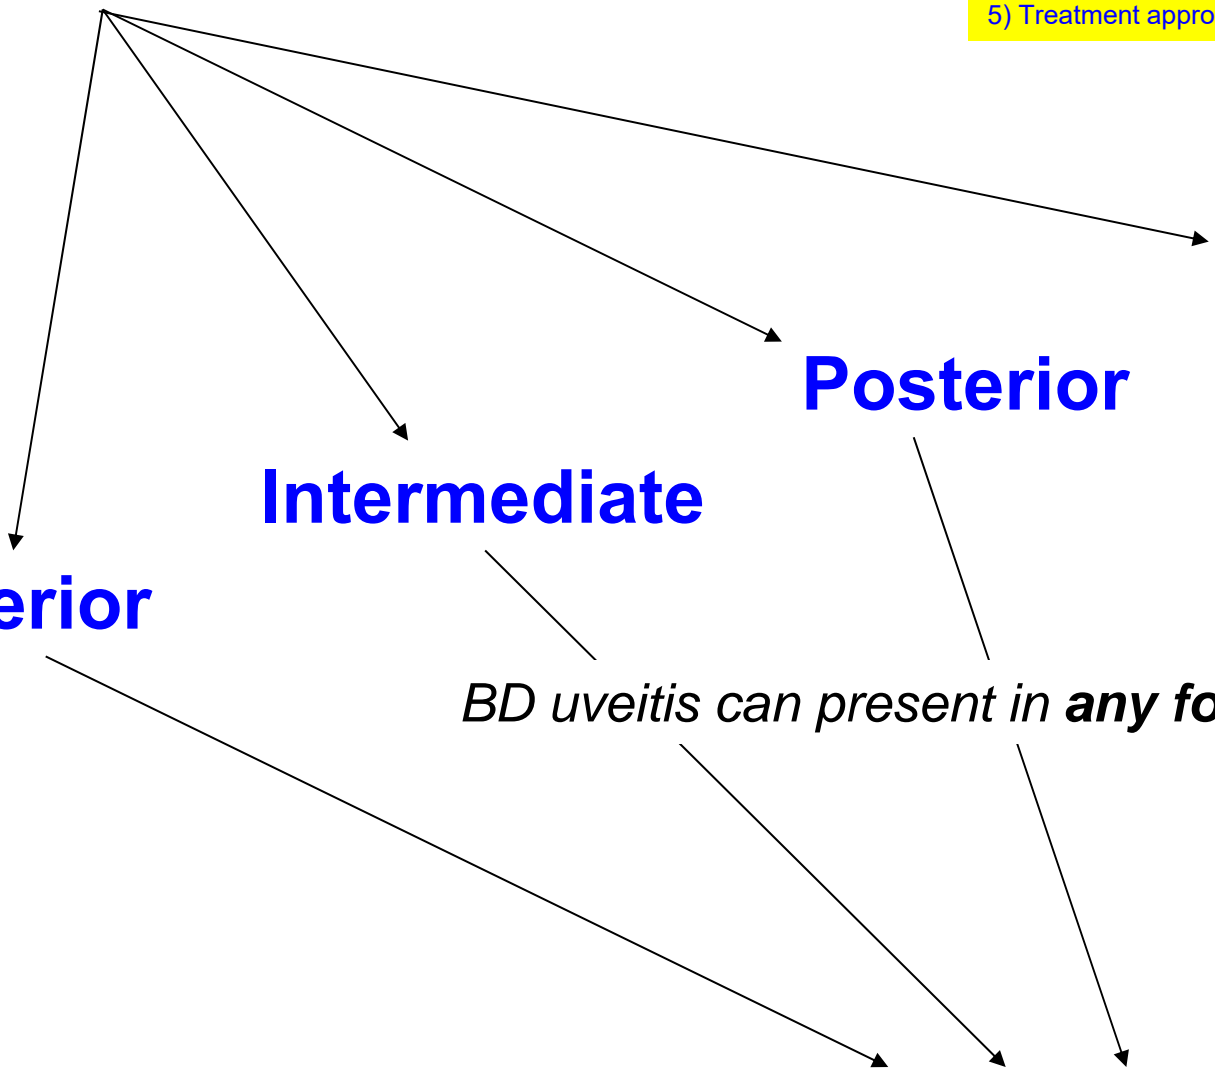 5) Treatment appro
Posterior
Intermediate
erior
BD uveitis can present in any fo